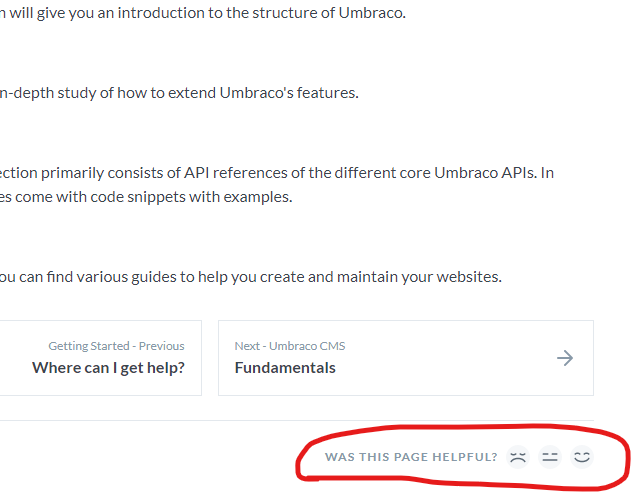 will give you an introduction to the structure of Umbraco.
n-depth study of how to extend Umbraco's features.
ection primarily consists of API references of the different core Umbraco APIs. In
es come with code snippets with examples.
ou can find various guides to help you create and maintain your websites.
Getting Started - Previous
Where can I get help?
Next - Umbraco CMS
Fundamentals
WAS THIS PAGE HELPFUL?